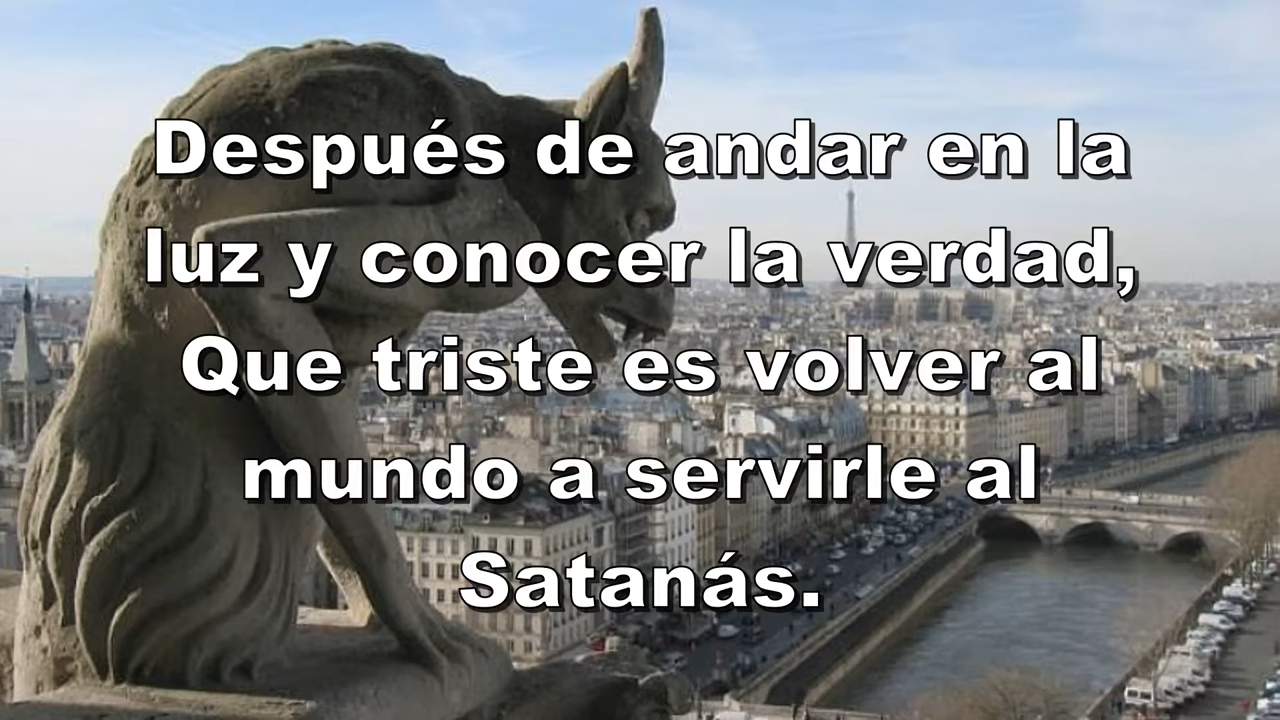 Después de andar en la
luz y conocer la verdad,
Que triste es volver al
mundo a servirle al
Satanás.